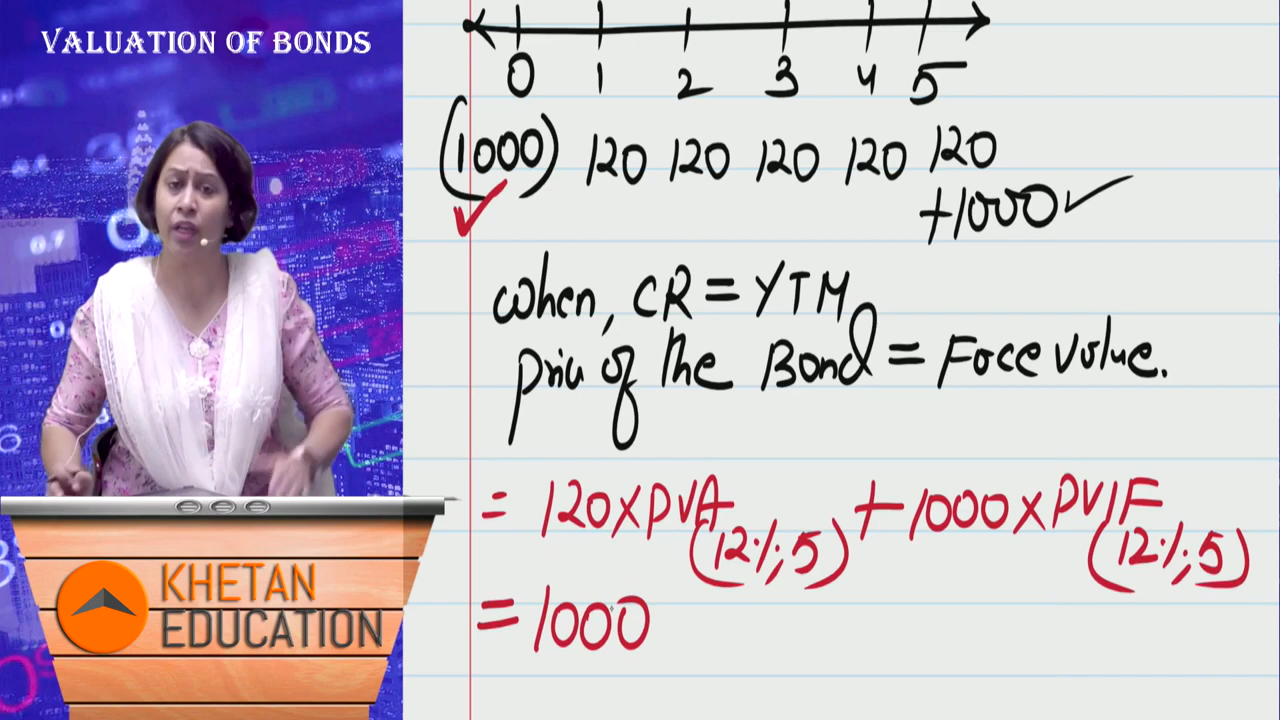 VALUATION OF BONDS
0 1 2 3 4 5
(1000) 120 120 120 120 120
+1000 ✓
✓
when, CR = YTM
price of the Bond = Face value.
= 120 x PVA (12%, 5) + 1000 x PVIF (12%, 5)
= 1000
KHETAN
EDUCATION